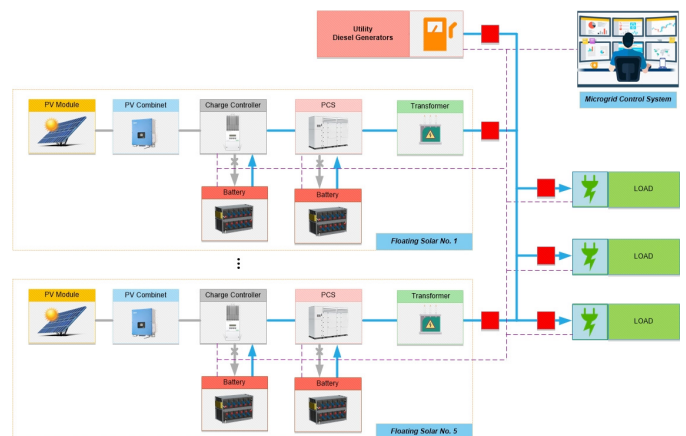 Utility
Diesel Generators
Microgrid Control System
PV Module
PV Combinet
Charge Controller
PCS
Transformer
Battery
Battery
Floating Solar No. 1
LOAD
LOAD
LOAD
PV Module
PV Combinet
Charge Controller
PCS
Transformer
Battery
Battery
Floating Solar No. 5